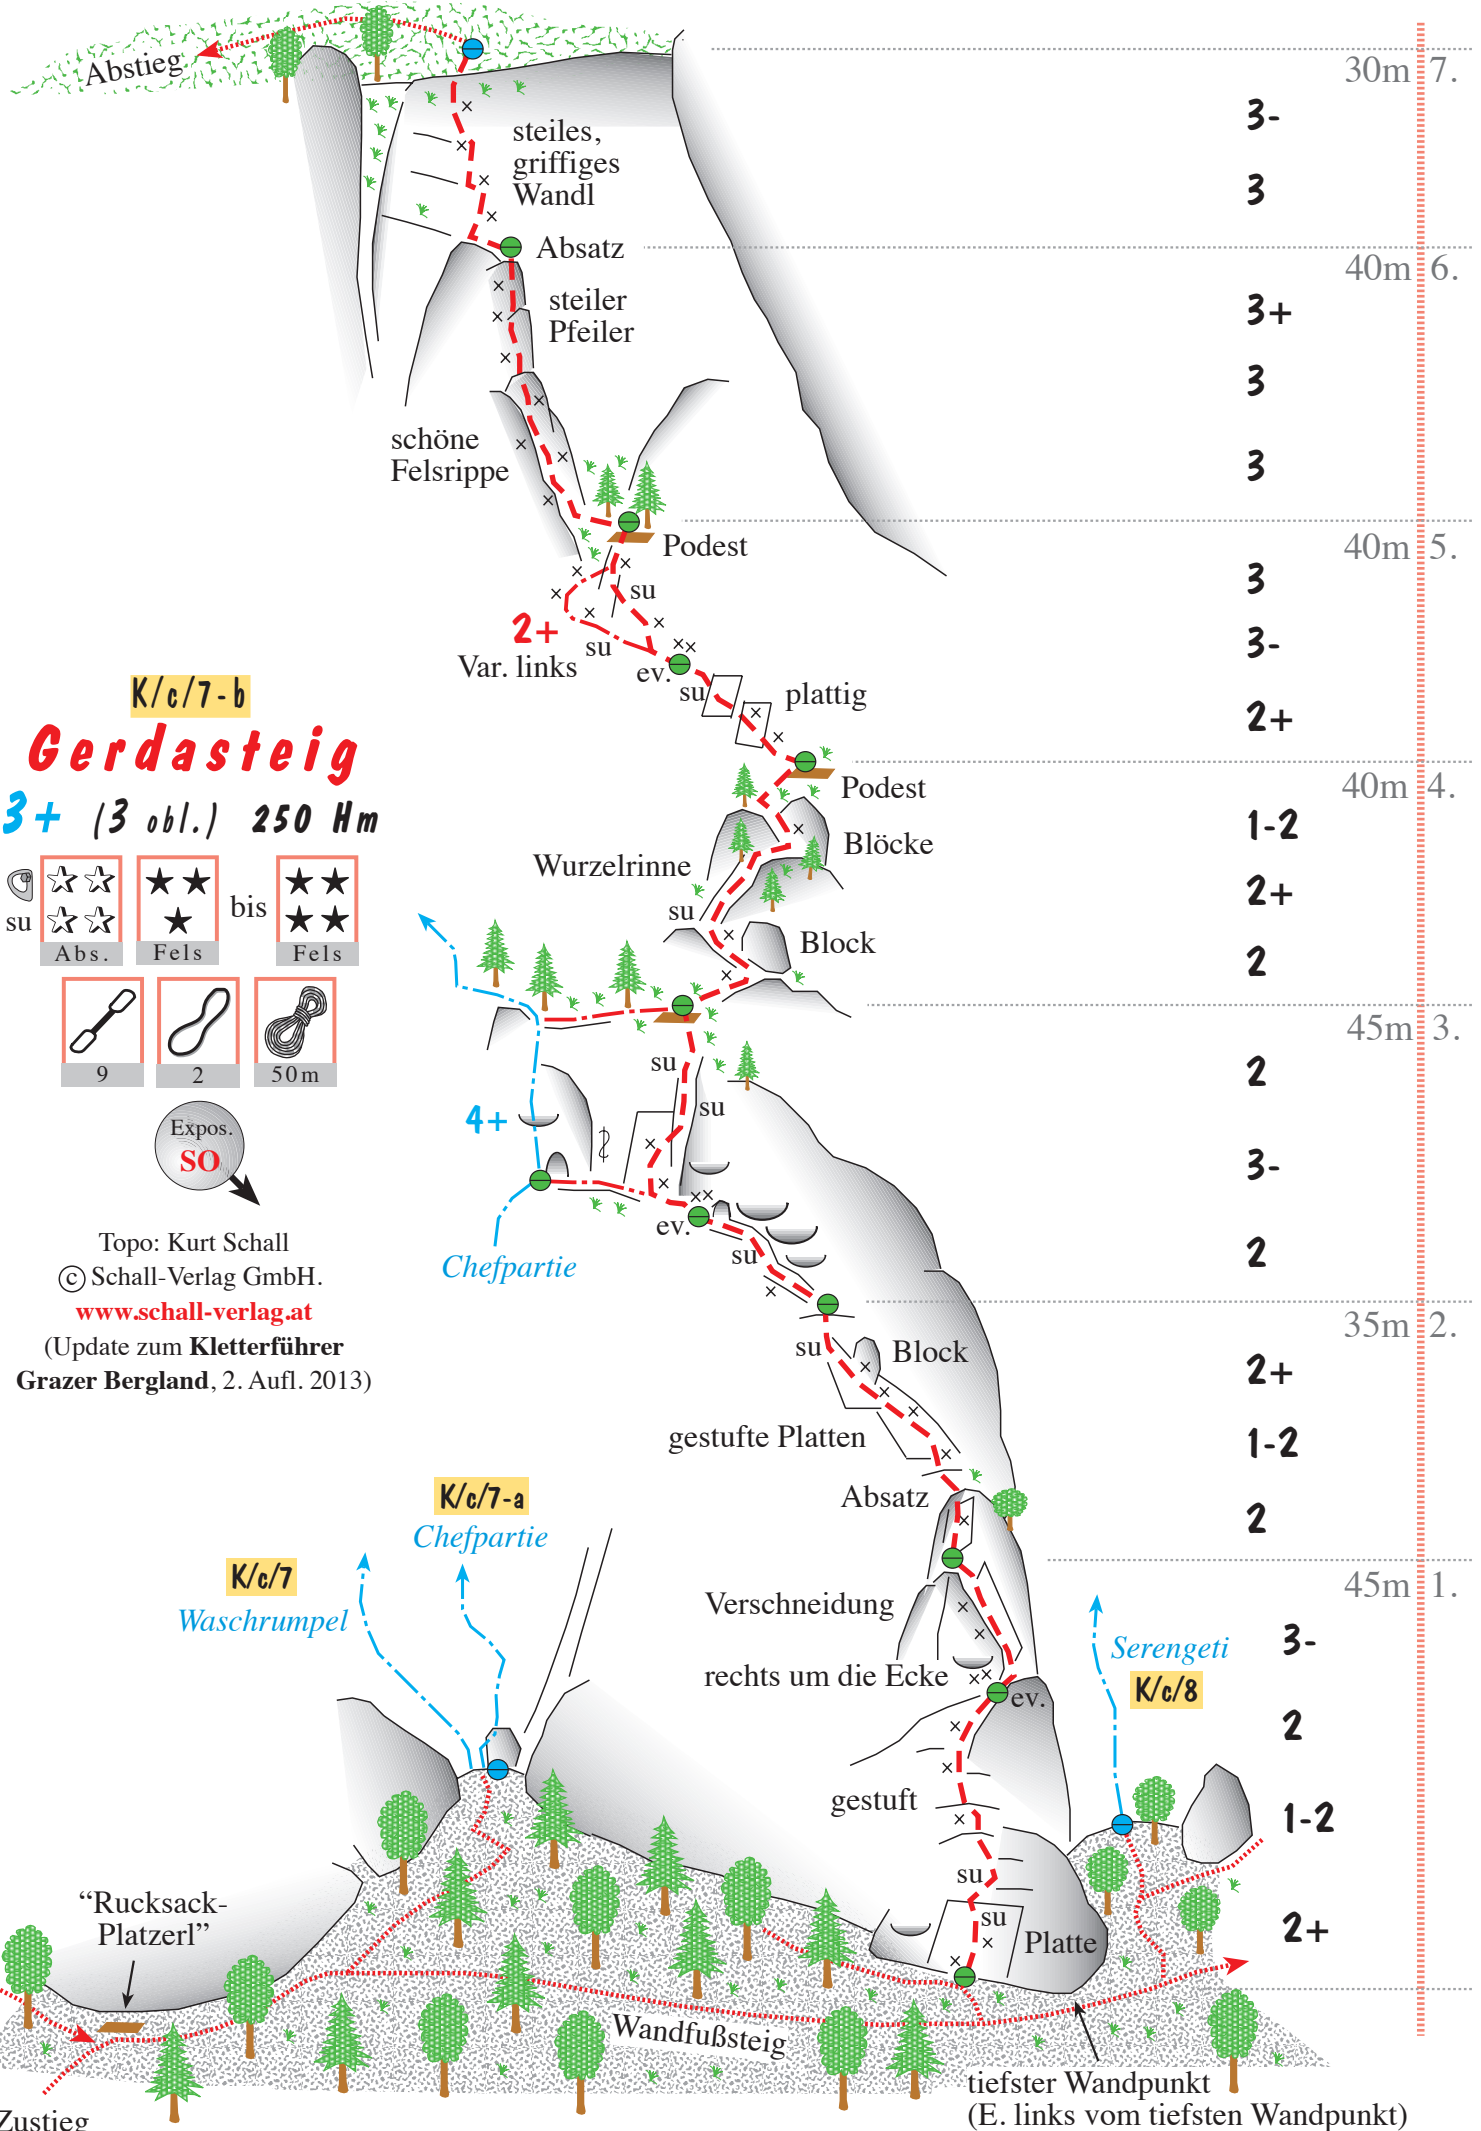 Abstieg
30m 7.
3-
steiles,
griffiges
Wandl
3
Absatz
40m 6.
steiler
Pfeiler
3+
3
schöne
Felsrippe
3
Podest
40m 5.
3
su
2+
su
Var. links
3-
ev.
su
plattig
2+
K/c/7-b
Gerdasteig
3+ (3 obl.) 250 Hm
su
Abs.
Fels
bis
Fels
9
2
50m
Expos.
SO
Topo: Kurt Schall
© Schall-Verlag GmbH.
www.schall-verlag.at
(Update zum Kletterführer
Grazer Bergland, 2. Aufl. 2013)
Podest
40m 4.
1-2
Blöcke
Wurzelrinne
2+
su
Block
2
45m 3.
su
2
su
4+
3-
ev.
su
2
Chefpartie
35m 2.
su
Block
2+
gestufte Platten
1-2
Absatz
2
K/c/7-a
Chefpartie
K/c/7
Waschrumpel
45m 1.
Verschneidung
3-
rechts um die Ecke
ev.
Serengeti
K/c/8
2
gestuft
1-2
su
su
Platte
2+
“Rucksack-
Platzerl”
Wandfußsteig
tiefster Wandpunkt
(E. links vom tiefsten Wandpunkt)
Zustieg